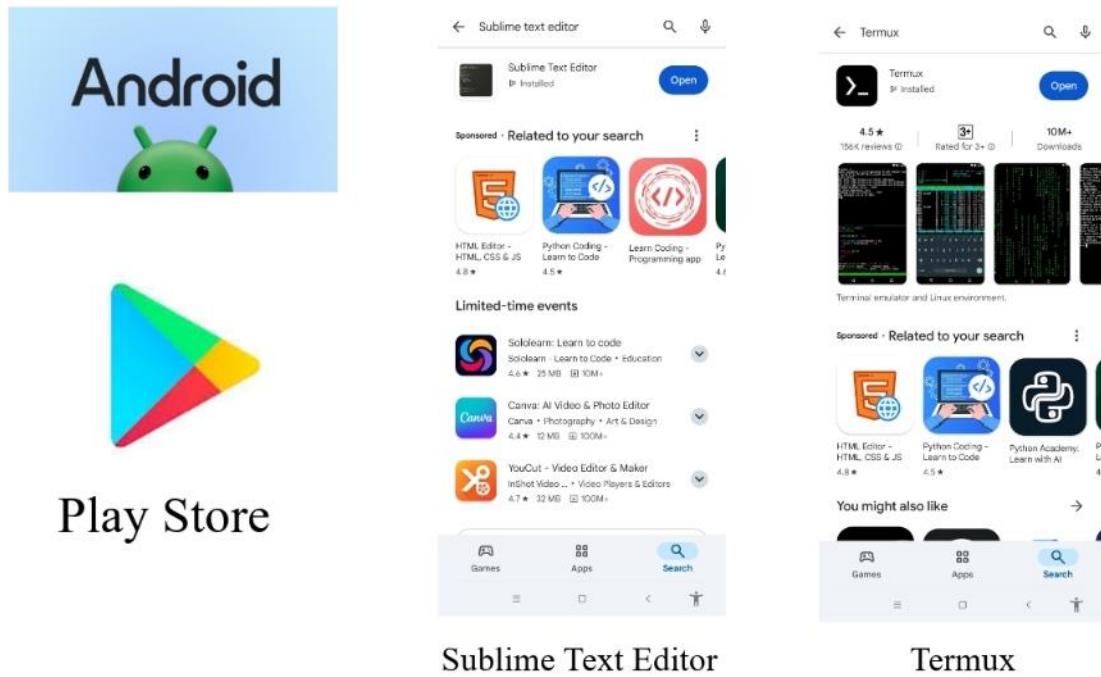 Android
Play Store
Sublime text editor
Sublime Text Editor
Installed
Open
Sponsored · Related to your search
HTML Editor -
HTML, CSS & JS
4.8 ★
Python Coding -
Learn to Code
4.5 ★
Learn Coding -
Programming app
Limited-time events
Sololearn: Learn to code
Sololearn - Learn to Code • Education
4.6 ★ 25 MB 10M+
Canva
Canva: AI Video & Photo Editor
Canva • Photography • Art & Design
4.4 ★ 12 MB 100M+
YouCut - Video Editor & Maker
InShot Video ... • Video Players & Editors
4.7 ★ 32 MB 100M+
Games
Apps
Search
Sublime Text Editor
Termux
Termux
Installed
Open
4.5 ★
156K reviews
3+
Rated for 3+
10M+
Downloads
Terminal emulator and Linux environment.
Sponsored · Related to your search
HTML Editor -
HTML, CSS & JS
4.8 ★
Python Coding -
Learn to Code
4.5 ★
Python Academy:
Learn with AI
You might also like
Games
Apps
Search
Termux